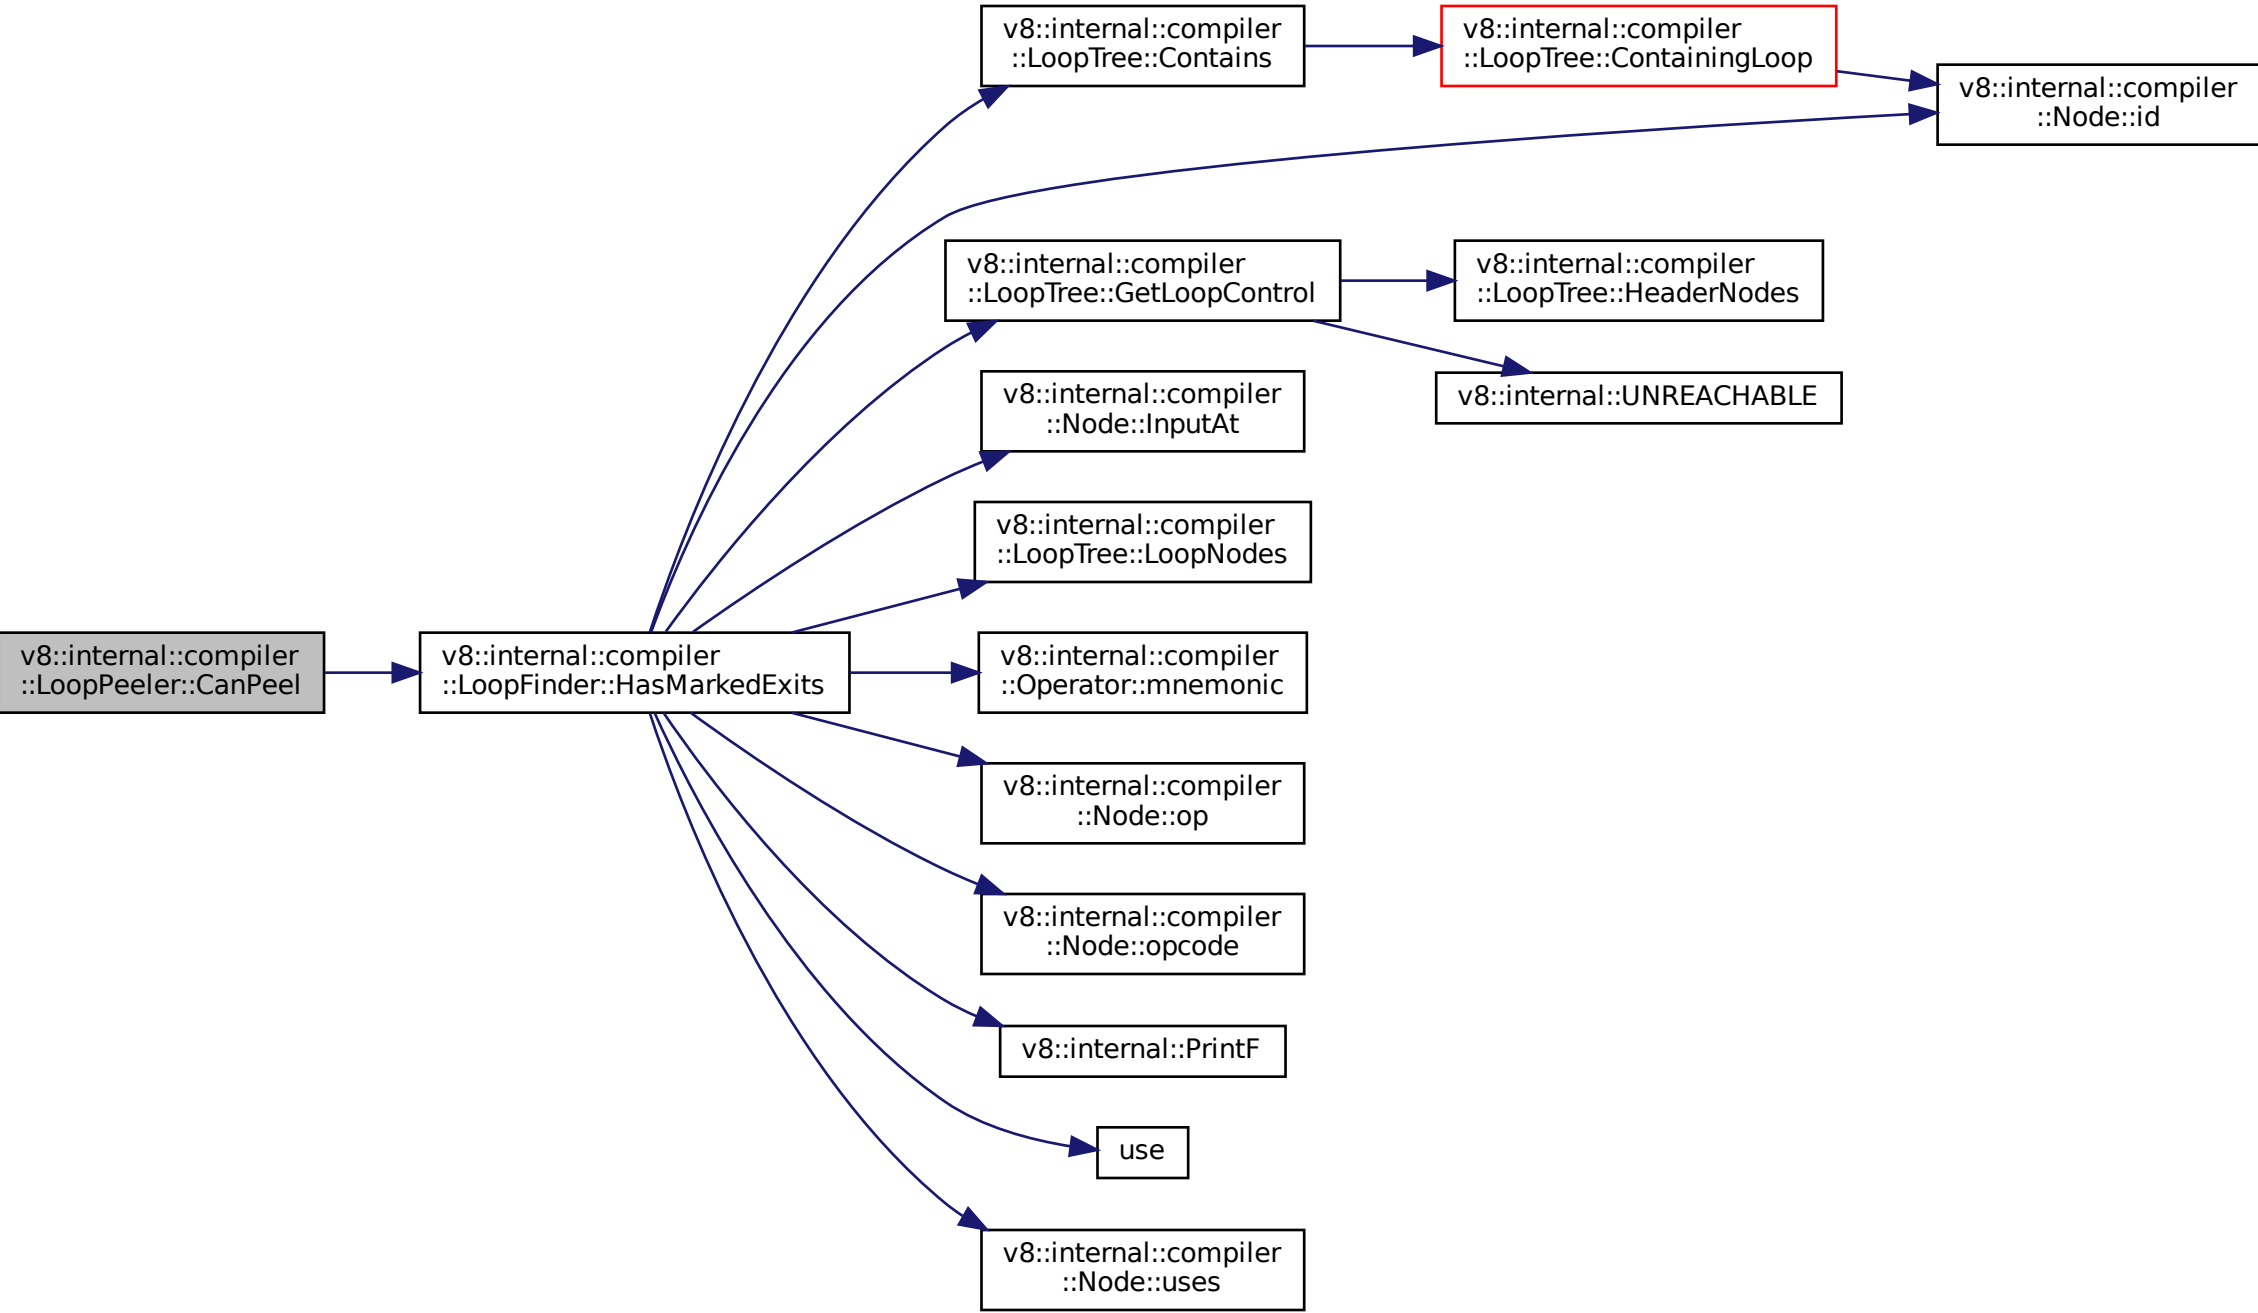 v8::internal::compiler
::LoopPeeler::CanPeel
v8::internal::compiler
::LoopFinder::HasMarkedExits
v8::internal::compiler
::LoopTree::Contains
v8::internal::compiler
::LoopTree::ContainingLoop
v8::internal::compiler
::Node::id
v8::internal::compiler
::LoopTree::GetLoopControl
v8::internal::compiler
::LoopTree::HeaderNodes
v8::internal::UNREACHABLE
v8::internal::compiler
::Node::InputAt
v8::internal::compiler
::LoopTree::LoopNodes
v8::internal::compiler
::Operator::mnemonic
v8::internal::compiler
::Node::op
v8::internal::compiler
::Node::opcode
v8::internal::PrintF
use
v8::internal::compiler
::Node::uses